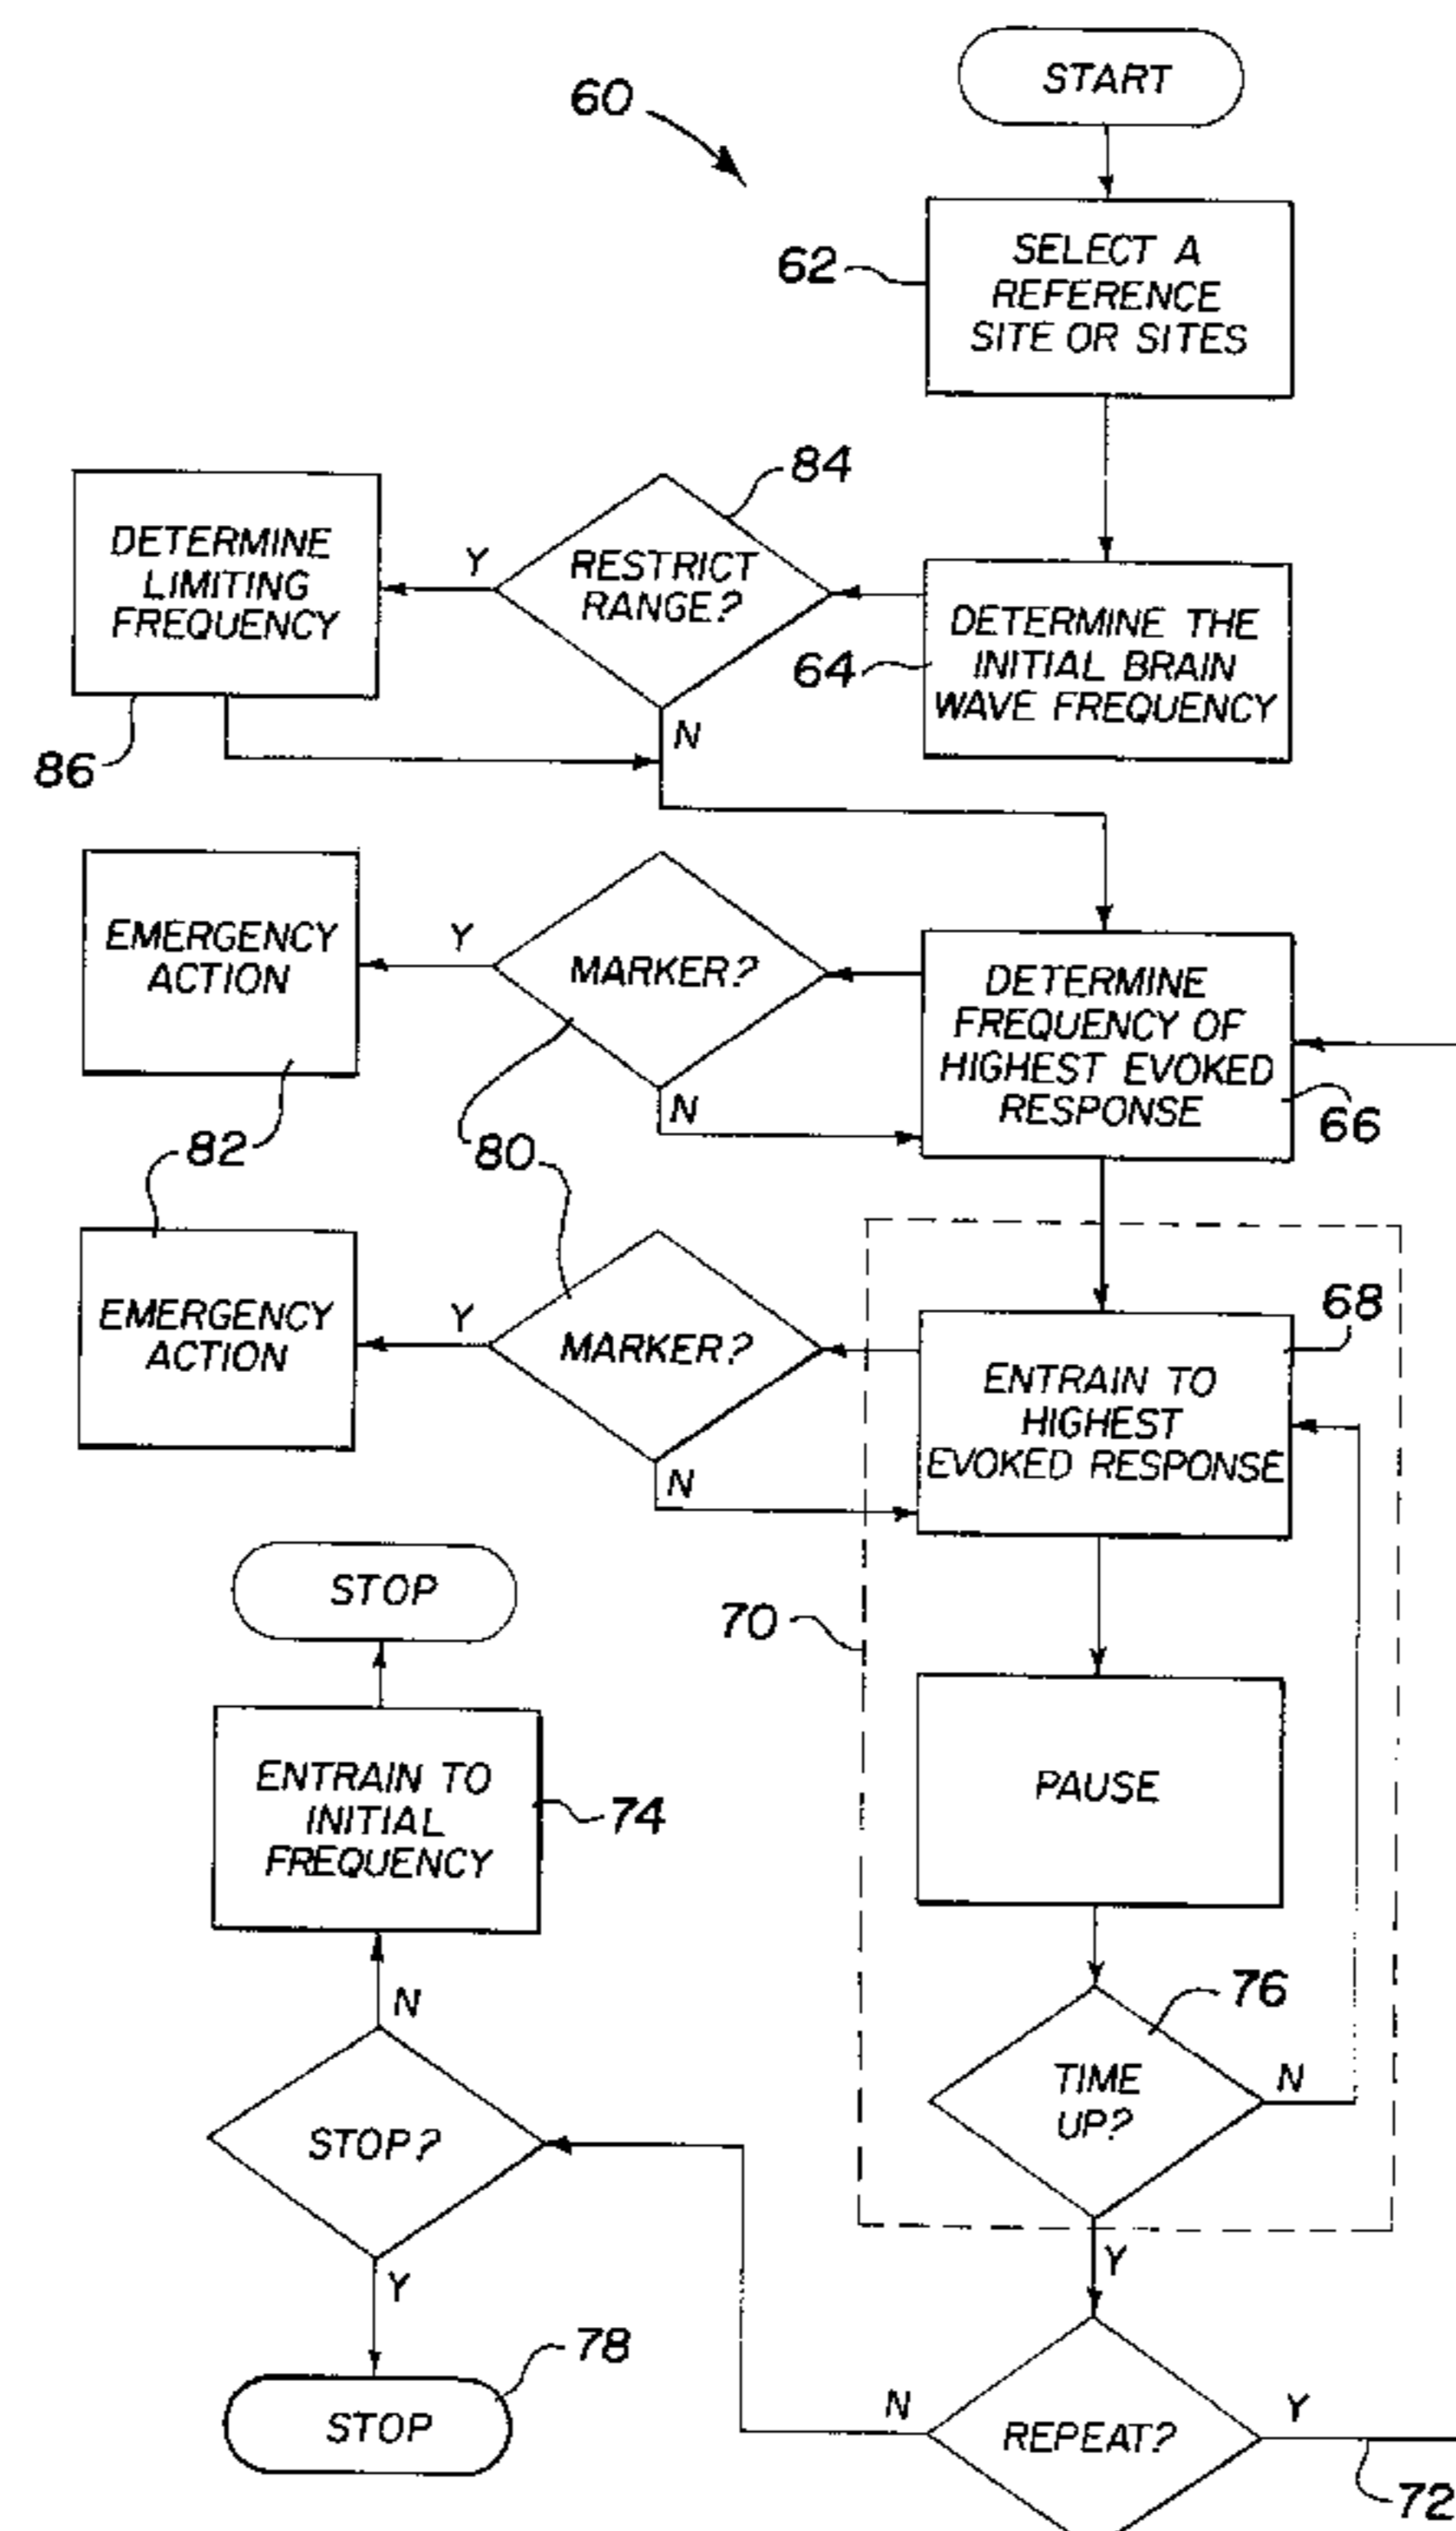 START
60
62
SELECT A
REFERENCE
SITE OR SITES
84
DETERMINE
LIMITING
FREQUENCY
Y
RESTRICT
RANGE?
64
DETERMINE THE
INITIAL BRAIN
WAVE FREQUENCY
N
86
EMERGENCY
ACTION
Y
MARKER?
DETERMINE
FREQUENCY OF
HIGHEST EVOKED
RESPONSE
N
66
82
80
68
EMERGENCY
ACTION
Y
MARKER?
ENTRAIN TO
HIGHEST
EVOKED RESPONSE
N
STOP
70
ENTRAIN TO
INITIAL
FREQUENCY
74
PAUSE
N
76
TIME
UP?
N
STOP?
Y
Y
78
STOP
N
REPEAT?
Y
72